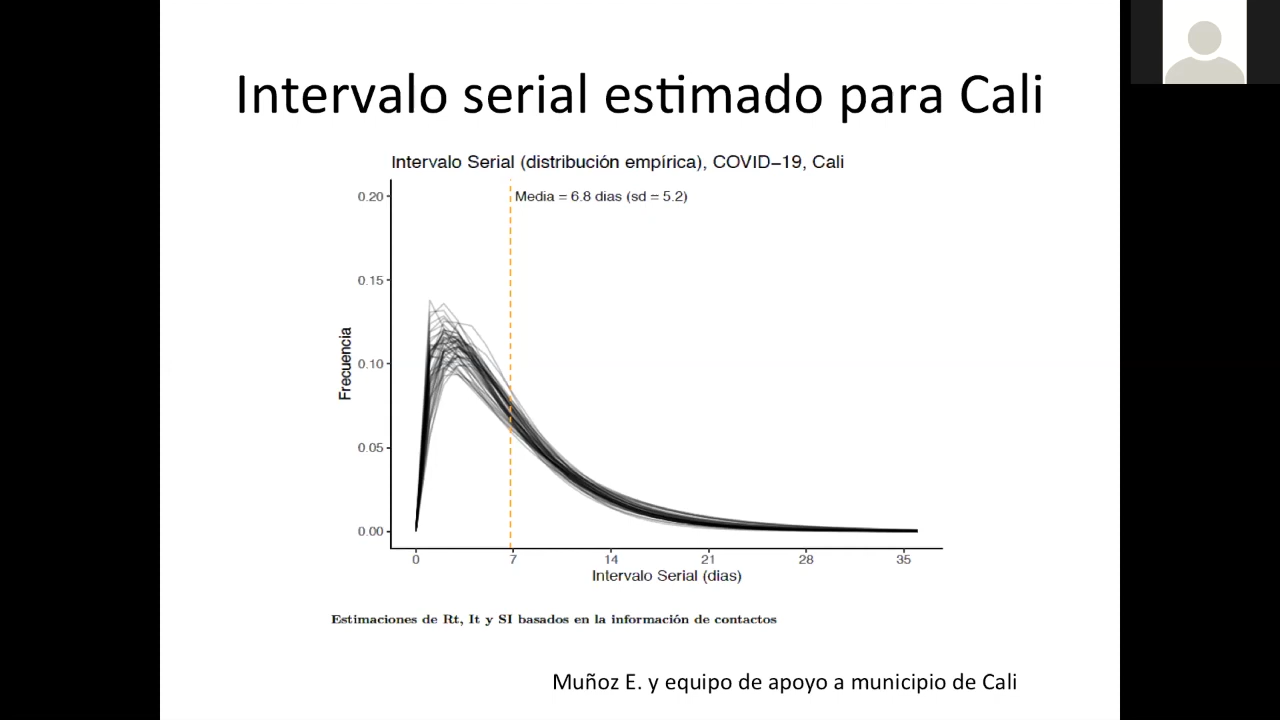 Intervalo serial estimado para Cali
Intervalo Serial (distribución empírica), COVID−19, Cali
Media = 6.8 dias (sd = 5.2)
0.20
0.15
0.10
0.05
0.00
Frecuencia
0 7 14 21 28 35
Intervalo Serial (dias)
Estimaciones de Rt, It y SI basados en la información de contactos
Muñoz E. y equipo de apoyo a municipio de Cali